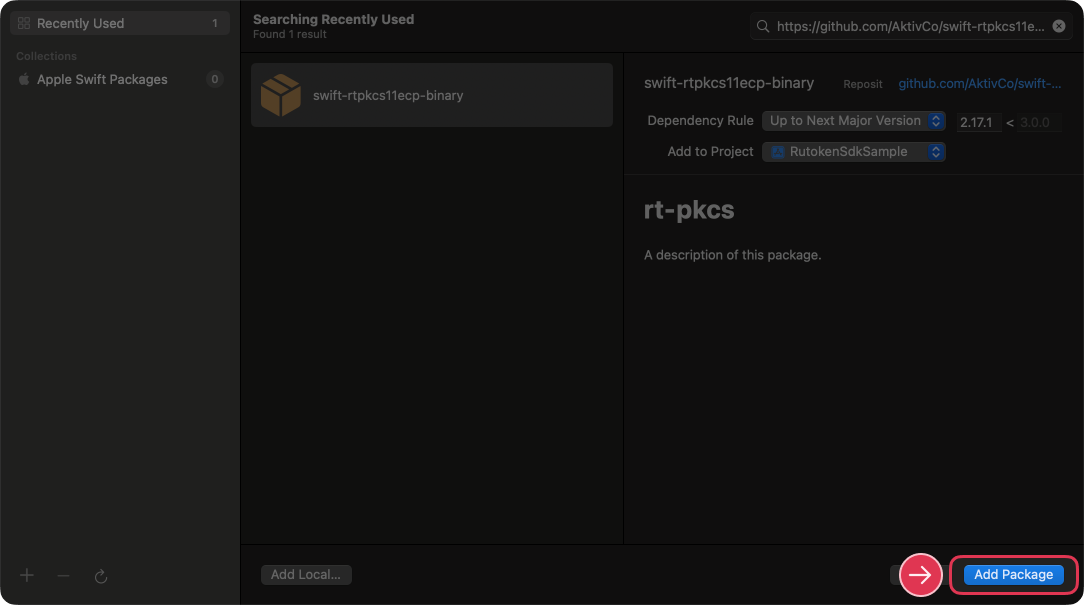 Recently Used 1
Collections
Apple Swift Packages 0
Searching Recently Used
Found 1 result
https://github.com/AktivCo/swift-rtpkcs11e...
swift-rtpkcs11ecp-binary
swift-rtpkcs11ecp-binary Reposit github.com/AktivCo/swift-...
Dependency Rule Up to Next Major Version 2.17.1 < 3.0.0
Add to Project RutokenSdkSample
rt-pkcs
A description of this package.
Add Local...
Add Package